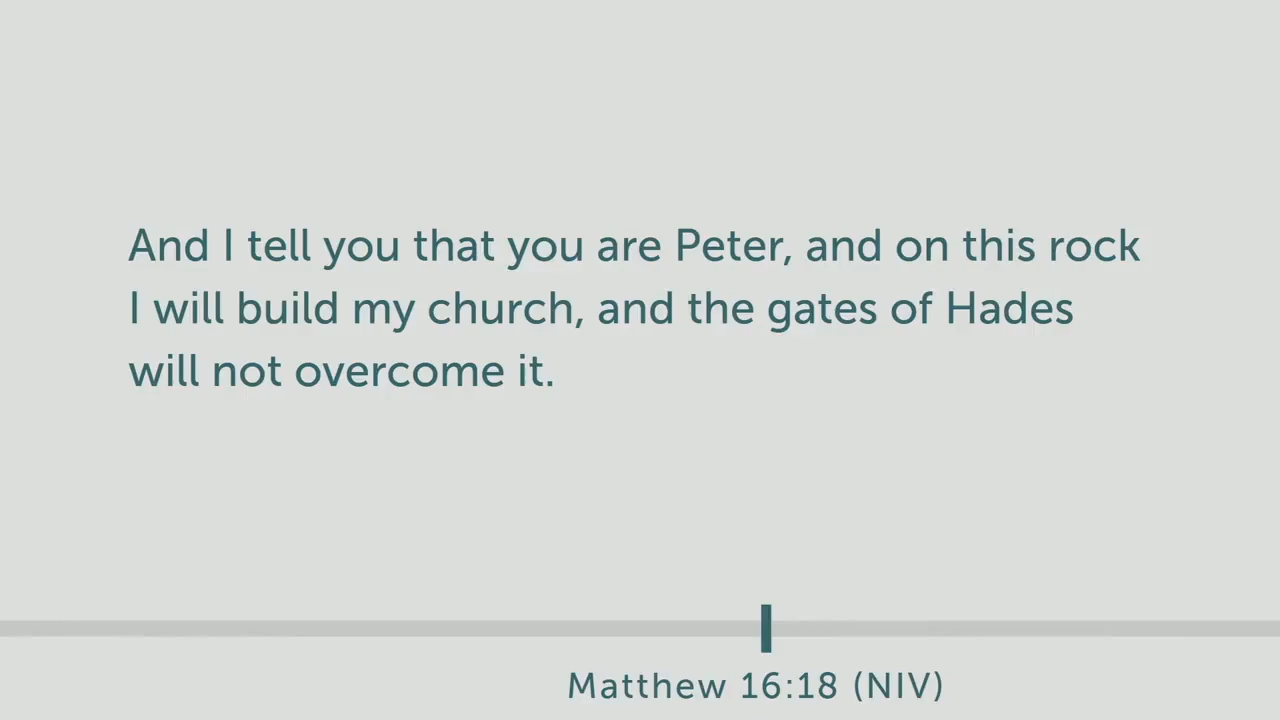 And I tell you that you are Peter, and on this rock
I will build my church, and the gates of Hades
will not overcome it.
Matthew 16:18 (NIV)